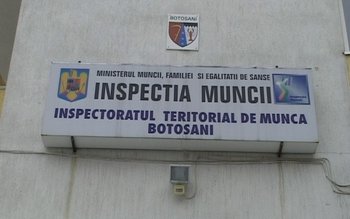 BOTOSANI
MINISTERUL MUNCII, FAMILIEI SI EGALITATII DE SANSE
INSPECTIA MUNCII
INSPECTORATUL TERITORIAL DE MUNCA
BOTOSANI